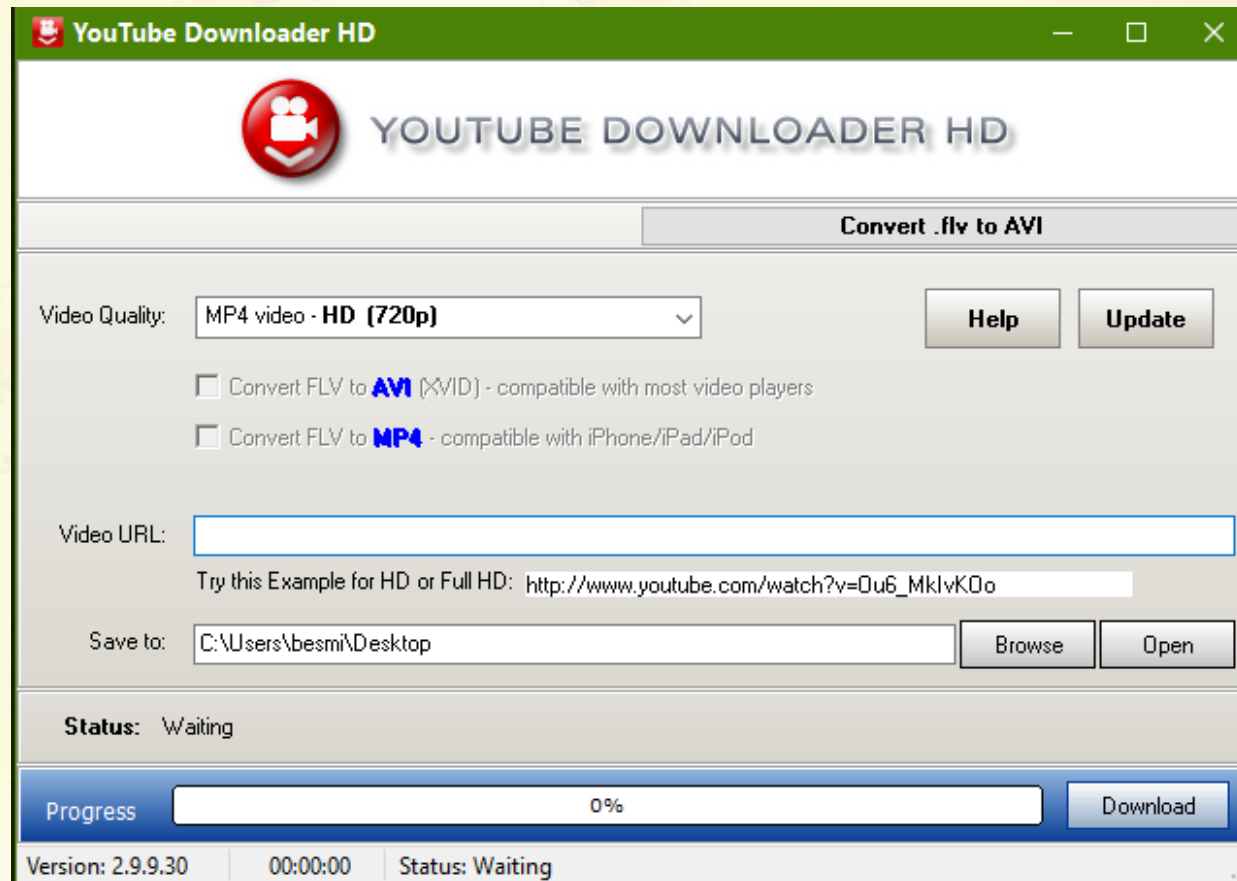 YouTube Downloader HD
YOUTUBE DOWNLOADER HD
Convert .flv to AVI
Video Quality: MP4 video - HD (720p) Help Update
Convert FLV to AVI (XVID) - compatible with most video players
Convert FLV to MP4 - compatible with iPhone/iPad/iPod
Video URL:
Try this Example for HD or Full HD: http://www.youtube.com/watch?v=Ou6_MkIvKOo
Save to: C:\Users\besmi\Desktop Browse Open
Status: Waiting
Progress 0% Download
Version: 2.9.9.30 00:00:00 Status: Waiting